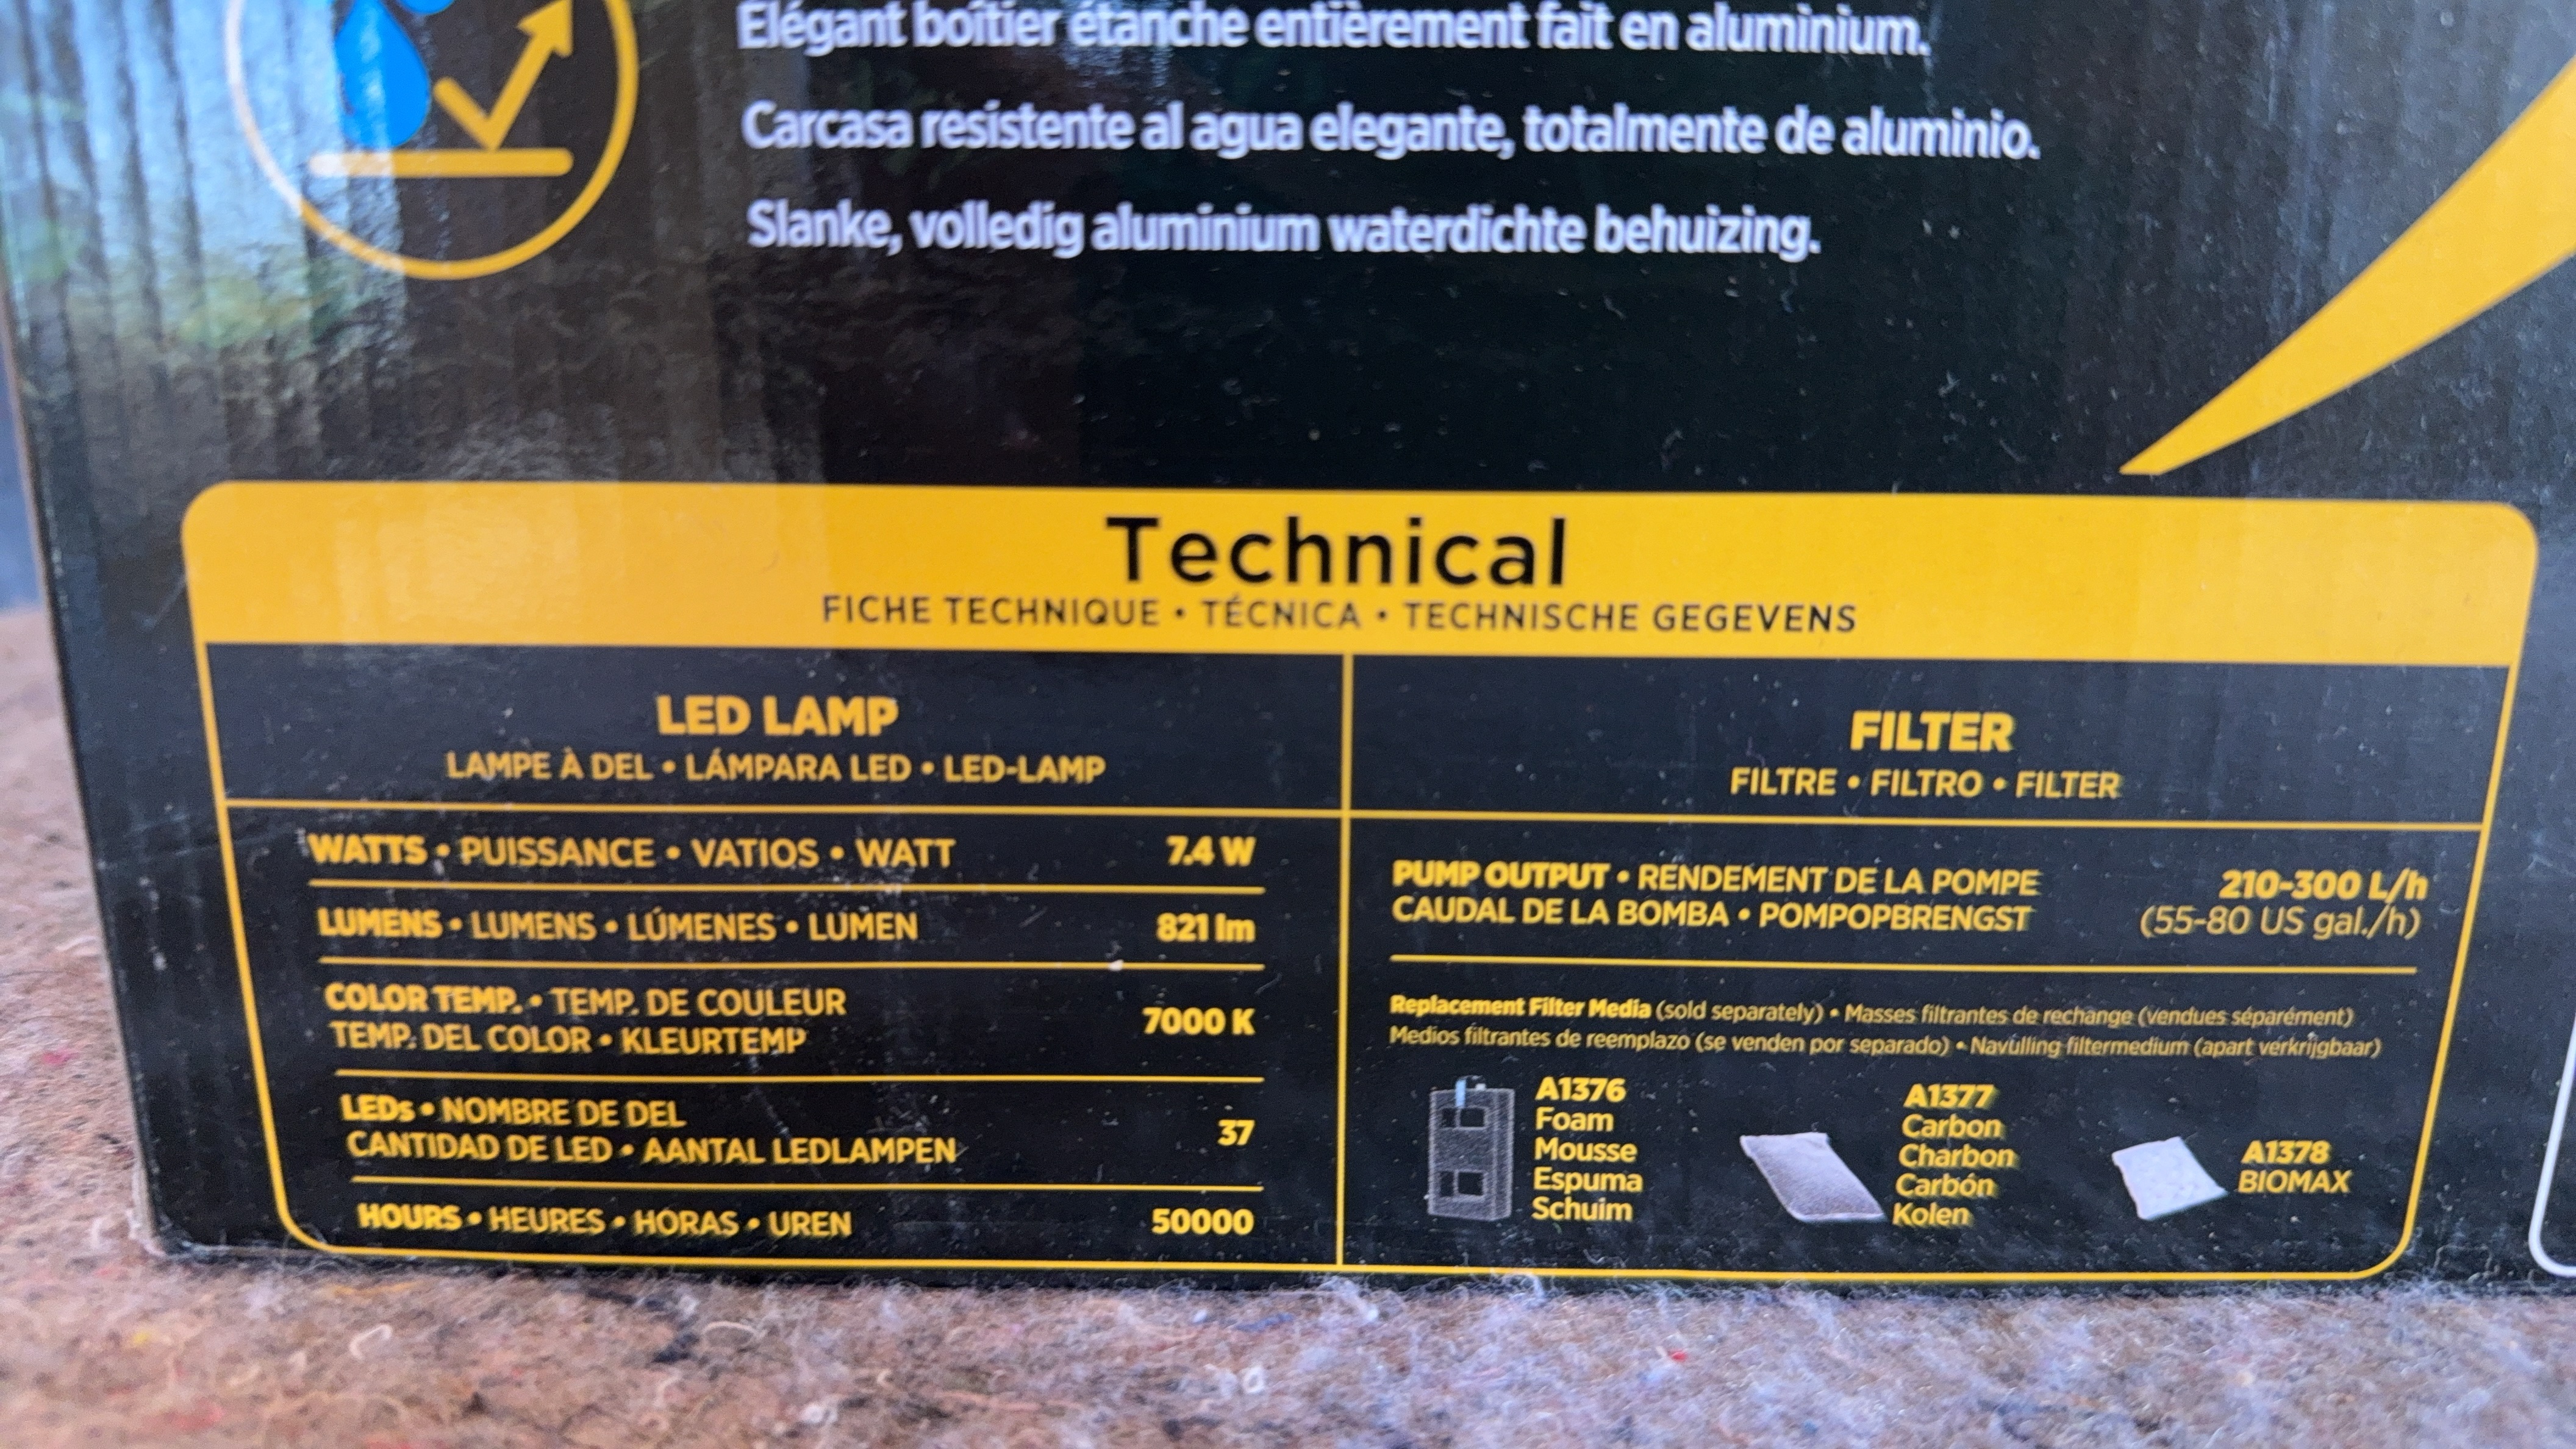 Élégant boîtier étanche entièrement fait en aluminium.
Carcasa resistente al agua elegante, totalmente de aluminio.
Slanke, volledig aluminium waterdichte behuizing.
Technical
FICHE TECHNIQUE • TÉCNICA • TECHNISCHE GEGEVENS
LED LAMP
LAMPE À DEL • LÁMPARA LED • LED-LAMP
WATTS • PUISSANCE • VATIOS • WATT 7.4 W
LUMENS • LUMENS • LÚMENES • LUMEN 821 lm
COLOR TEMP. • TEMP. DE COULEUR
TEMP. DEL COLOR • KLEURTEMP 7000 K
LEDs • NOMBRE DE DEL
CANTIDAD DE LED • AANTAL LEDLAMPEN 37
HOURS • HEURES • HORAS • UREN 50000
FILTER
FILTRE • FILTRO • FILTER
PUMP OUTPUT • RENDEMENT DE LA POMPE 210-300 L/h
CAUDAL DE LA BOMBA • POMPOPBRENGST (55-80 US gal./h)
Replacement Filter Media (sold separately) • Masses filtrantes de rechange (vendues séparément)
Medios filtrantes de reemplazo (se venden por separado) • Navulling filtermedium (apart verkrijgbaar)
A1376
Foam
Mousse
Espuma
Schuim
A1377
Carbon
Charbon
Carbón
Kolen
A1378
BIOMAX